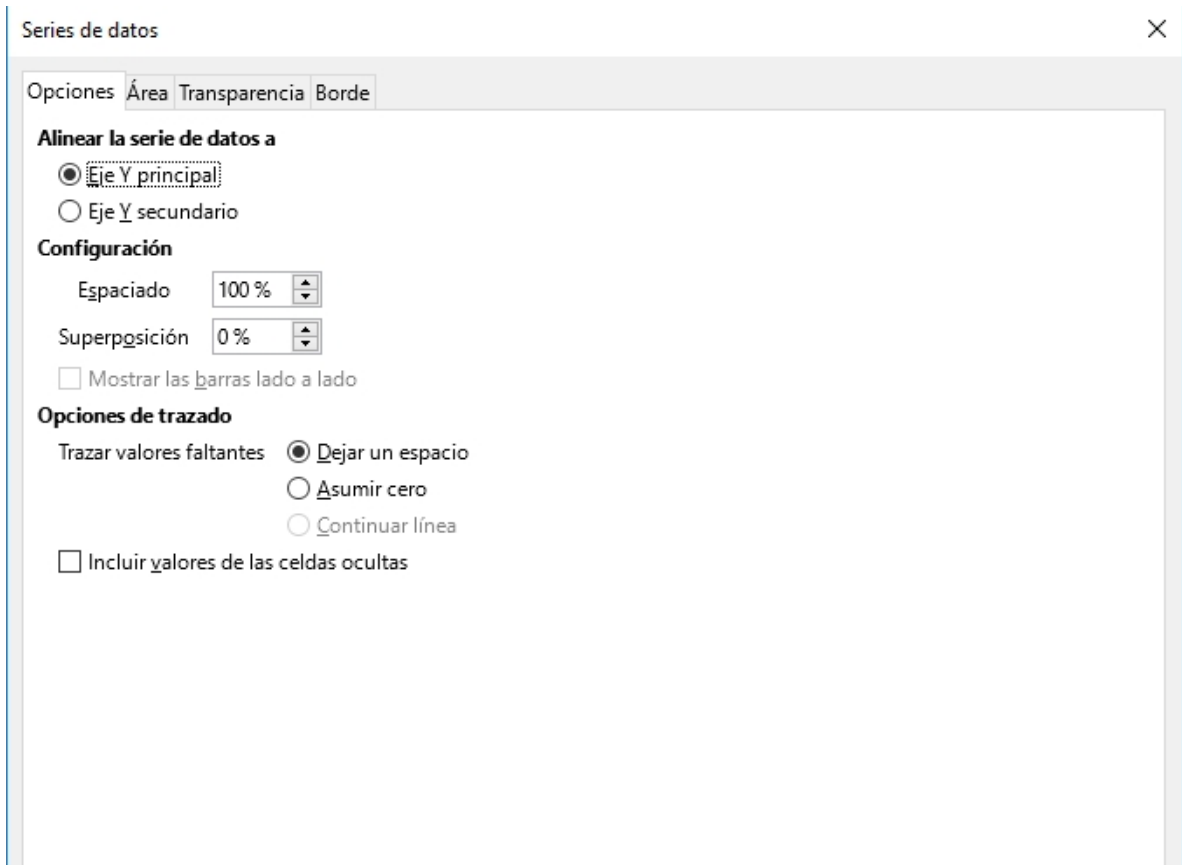 Series de datos
Opciones Área Transparencia Borde
Alinear la serie de datos a
Eje Y principal
Eje Y secundario
Configuración
Espaciado 100 %
Superposición 0 %
Mostrar las barras lado a lado
Opciones de trazado
Trazar valores faltantes Dejar un espacio
Asumir cero
Continuar línea
Incluir valores de las celdas ocultas